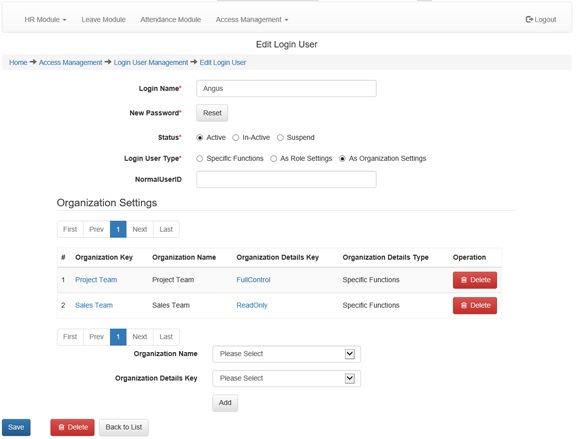 HR Module Leave Module Attendance Module Access Management Logout
Edit Login User
Home Access Management Login User Management Edit Login User
Login Name* Angus
New Password* Reset
Status* Active In-Active Suspend
Login User Type* Specific Functions As Role Settings As Organization Settings
NormalUserID
Organization Settings
First Prev 1 Next Last
# Organization Key Organization Name Organization Details Key Organization Details Type Operation
1 Project Team Project Team FullControl Specific Functions Delete
2 Sales Team Sales Team ReadOnly Specific Functions Delete
First Prev 1 Next Last
Organization Name Please Select
Organization Details Key Please Select
Add
Save Delete Back to List